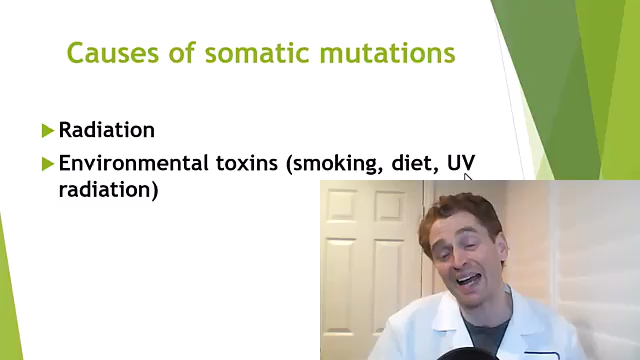 Causes of somatic mutations
Radiation
Environmental toxins (smoking, diet, UV
radiation)